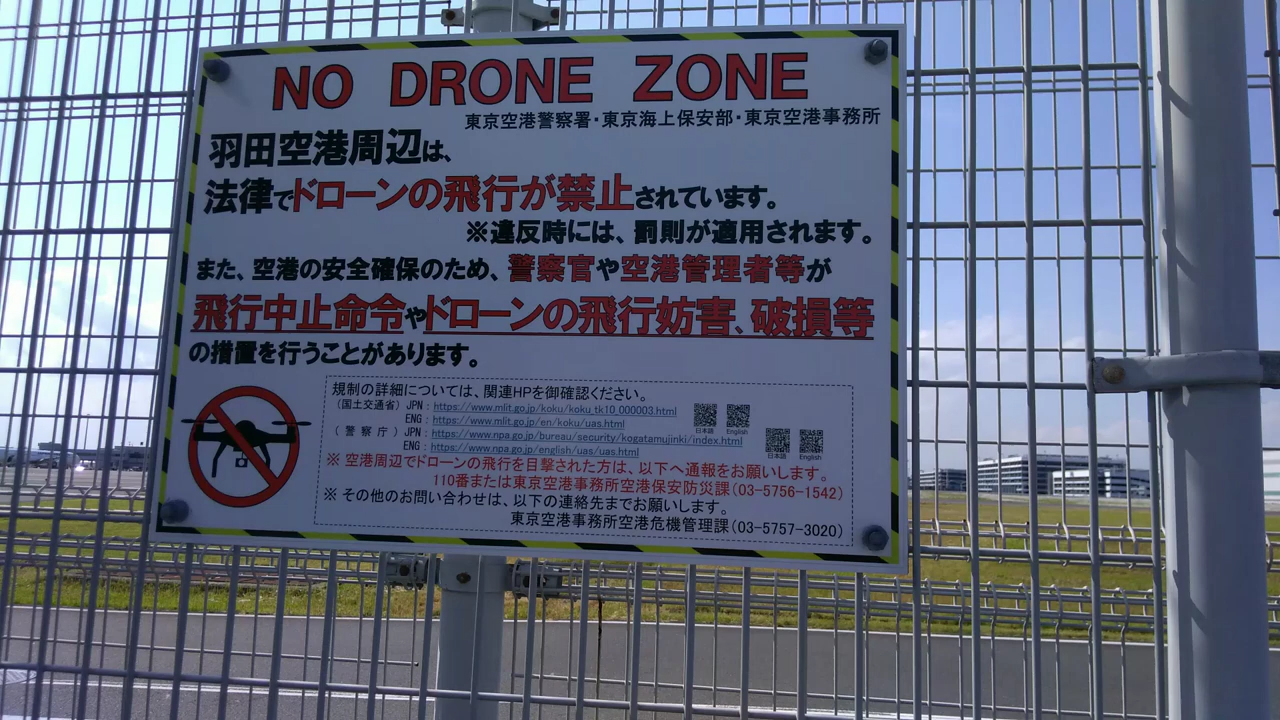 NO DRONE ZONE
東京空港警察署・東京海上保安部・東京空港事務所
羽田空港周辺は、
法律でドローンの飛行が禁止されています。
※違反時には、罰則が適用されます。
また、空港の安全確保のため、警察官や空港管理者等が
飛行中止命令やドローンの飛行妨害、破損等
の措置を行うことがあります。
規制の詳細については、関連HPを御確認ください。
(国土交通省) JPN:https://www.mlit.go.jp/koku/koku_tk10_000003.html
ENG:https://www.mlit.go.jp/en/koku/uas.html
(警察庁) JPN:https://www.npa.go.jp/bureau/security/kogatamujinki/index.html
ENG:https://www.npa.go.jp/english/uas/uas.html
日本語 English
日本語 English
※ 空港周辺でドローンの飛行を目撃された方は、以下へ通報をお願いします。
110番または東京空港事務所空港保安防災課(03-5756-1542)
※ その他のお問い合わせは、以下の連絡先までお願いします。
東京空港事務所空港危機管理課(03-5757-3020)